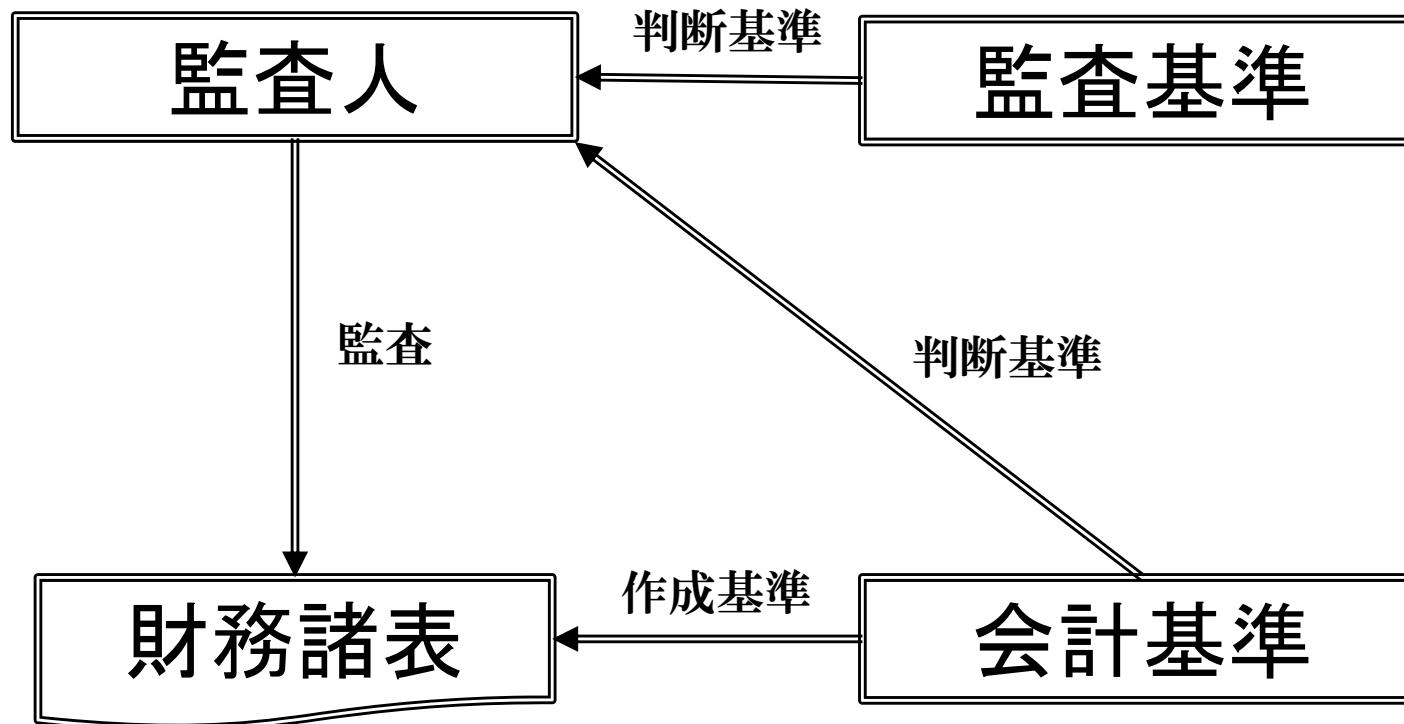 監査人
判断基準
監査基準
監査
判断基準
財務諸表
作成基準
会計基準